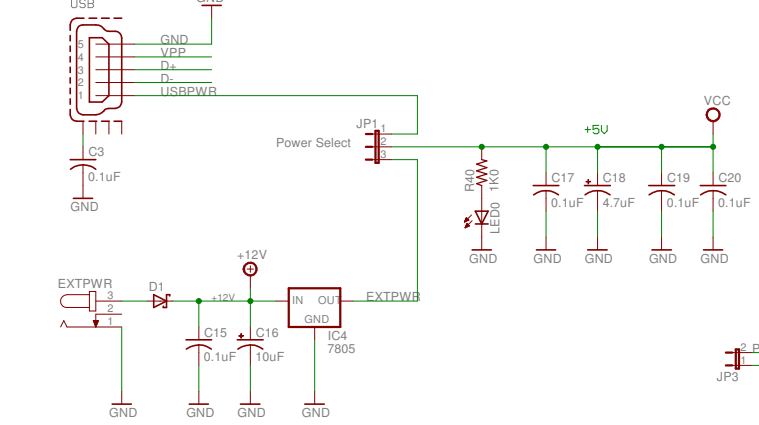 USB
GND
5
GND
4
VPP
3
D+
2
D-
1
USBPWR
C3
0.1uF
GND
JP1
1
2
3
Power Select
+5V
VCC
R40
1K0
LED0
GND
C17
0.1uF
GND
C18
4.7uF
GND
C19
0.1uF
GND
C20
0.1uF
GND
EXTPWR
3
2
1
GND
D1
+12V
+12V
C15
0.1uF
GND
C16
10uF
GND
IN
OUT
GND
IC4
7805
GND
EXTPWR
2
1
P
JP3